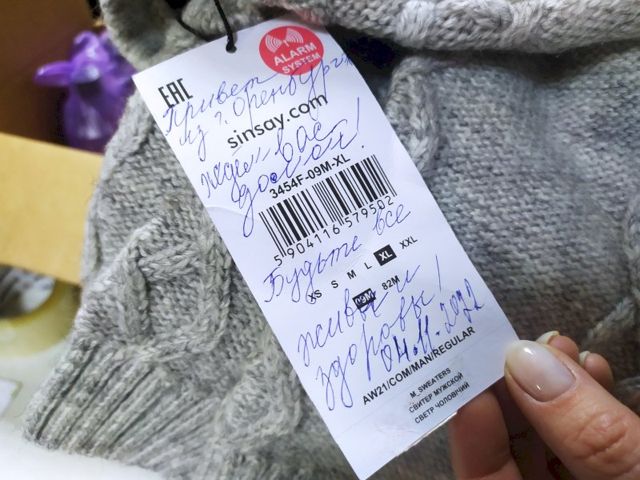 ALARM
SYSTEM
EAC
Привет
из г. Оренбурга
sinsay.com
ждем вас
домой!
3454F-09M-XL
5 904116 579502
Будьте все
XS S M L XL XXL
09M 82M
живы и
здоровы!
04.11.2022
AW21/COM/MAN/REGULAR
M_SWEATERS
СВИТЕР МУЖСКОЙ
СВЕТР ЧОЛОВІЧИЙ